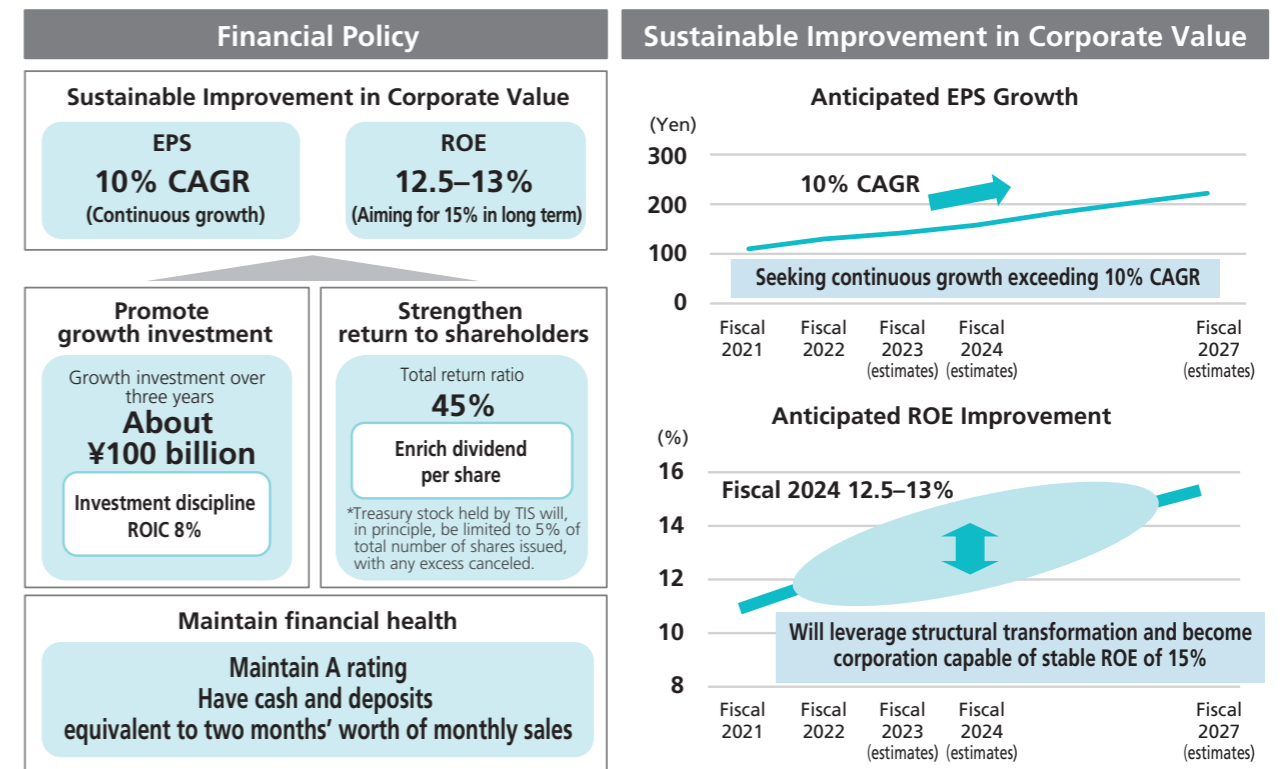 Financial Policy
Sustainable Improvement in Corporate Value
EPS
10% CAGR
(Continuous growth)
ROE
12.5–13%
(Aiming for 15% in long term)
Promote
growth investment
Growth investment over
three years
About
¥100 billion
Investment discipline
ROIC 8%
Strengthen
return to shareholders
Total return ratio
45%
Enrich dividend
per share
*Treasury stock held by TIS will,
in principle, be limited to 5% of
total number of shares issued,
with any excess canceled.
Maintain financial health
Maintain A rating
Have cash and deposits
equivalent to two months’ worth of monthly sales
Sustainable Improvement in Corporate Value
Anticipated EPS Growth
(Yen)
300
200
100
0
10% CAGR
Seeking continuous growth exceeding 10% CAGR
Fiscal
2021
Fiscal
2022
Fiscal
2023
(estimates)
Fiscal
2024
(estimates)
Fiscal
2027
(estimates)
Anticipated ROE Improvement
(%)
16
14
12
10
8
Fiscal 2024 12.5–13%
Will leverage structural transformation and become
corporation capable of stable ROE of 15%
Fiscal
2021
Fiscal
2022
Fiscal
2023
(estimates)
Fiscal
2024
(estimates)
Fiscal
2027
(estimates)